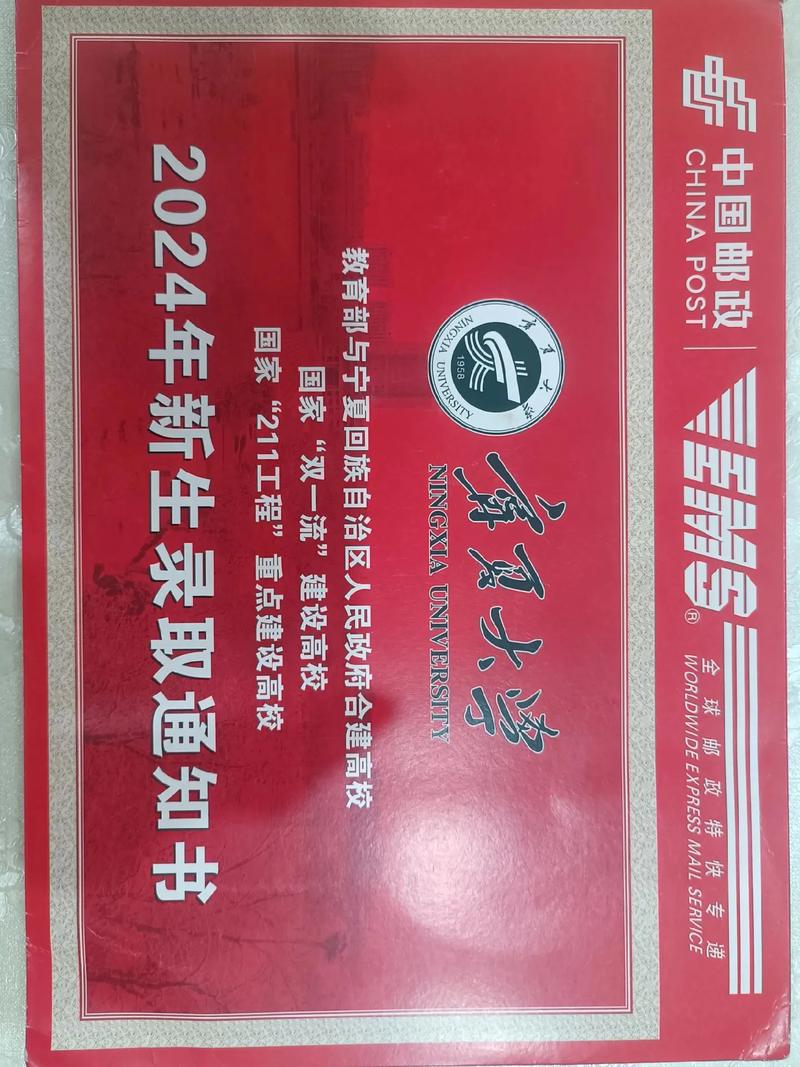 中国邮政
CHINA POST
EMS®
全球邮政特快专递
WORLDWIDE EXPRESS MAIL SERVICE
宁夏大学
NINGXIA UNIVERSITY
1958
宁夏大学
NINGXIA UNIVERSITY
教育部与宁夏回族自治区人民政府合建高校
国家“双一流”建设高校
国家“211工程”重点建设高校
2024年新生录取通知书